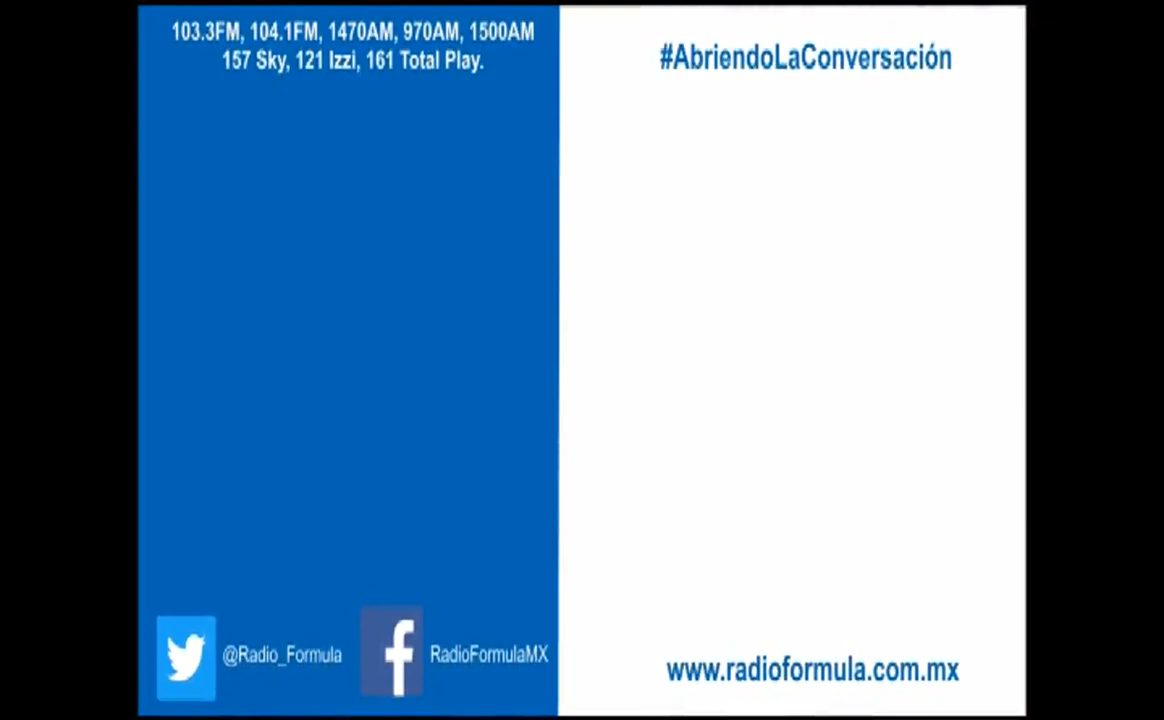 103.3FM, 104.1FM, 1470AM, 970AM, 1500AM
157 Sky, 121 Izzi, 161 Total Play.
#AbriendoLaConversación
@Radio_Formula
RadioFormulaMX
www.radioformula.com.mx